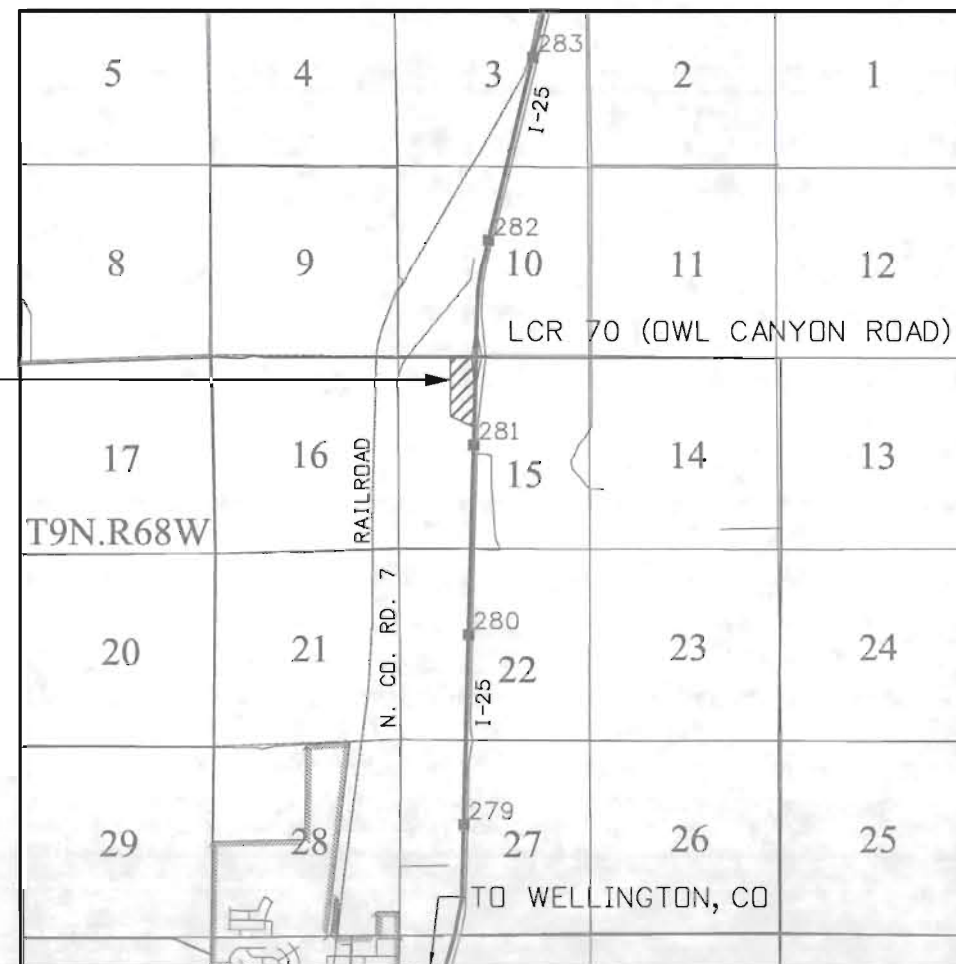 283
5 4 3 2 1
I-25
282
8 9 10 11 12
LCR 70 (OWL CANYON ROAD)
281
17 16 15 14 13
RAILROAD
T9N.R68W
N. CO. RD. 7
280
20 21 22 23 24
I-25
279
29 28 27 26 25
TO WELLINGTON, CO